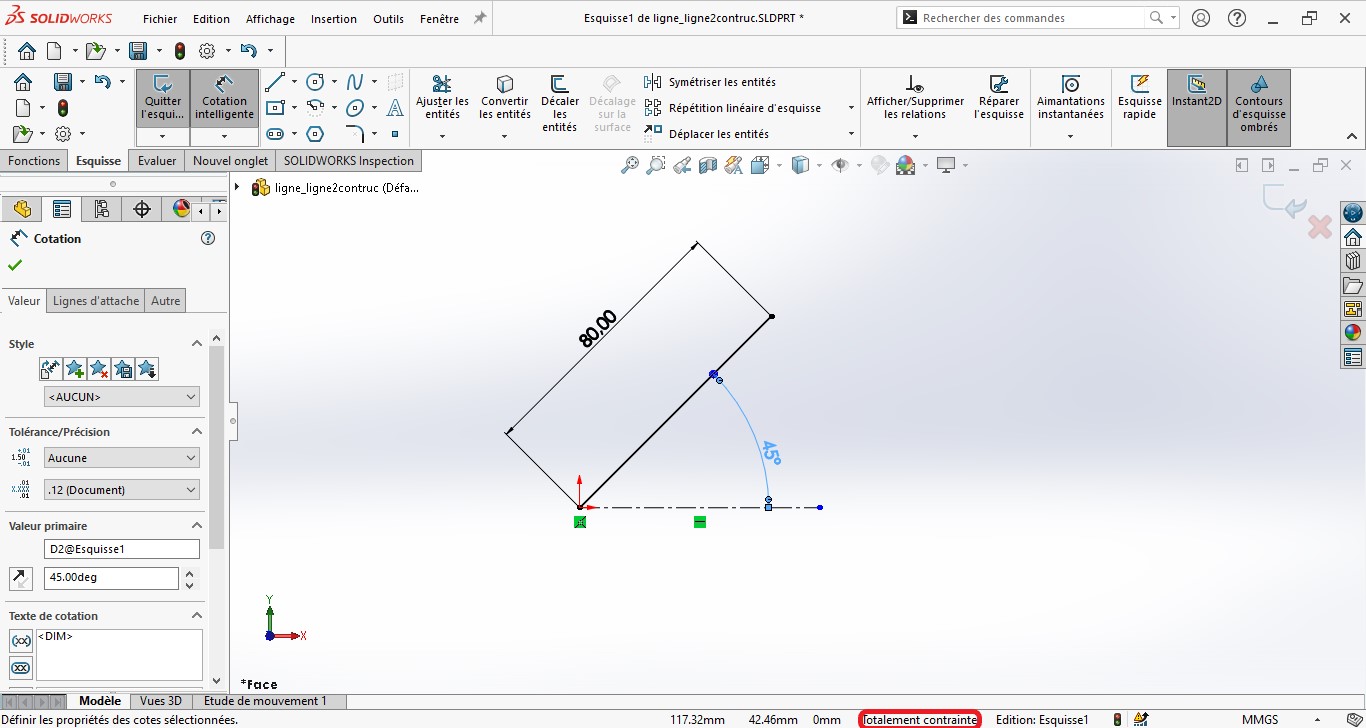 SOLIDWORKS Fichier Edition Affichage Insertion Outils Fenêtre Esquisse1 de ligne_ligne2contruc.SLDPRT * Rechercher des commandes
Quitter l'esqui...
Cotation intelligente
Ajuster les entités
Convertir les entités
Décaler les entités
Décalage sur la surface
Symétriser les entités
Répétition linéaire d'esquisse
Déplacer les entités
Afficher/Supprimer les relations
Réparer l'esquisse
Aimantations instantanées
Esquisse rapide
Instant2D
Contours d'esquisse ombrés
Fonctions Esquisse Evaluer Nouvel onglet SOLIDWORKS Inspection
ligne_ligne2contruc (Défa...
Cotation
Valeur Lignes d'attache Autre
Style
<AUCUN>
Tolérance/Précision
Aucune
.12 (Document)
Valeur primaire
D2@Esquisse1
45.00deg
Texte de cotation
<DIM>
80,00
45°
Y
X
*Face
Modèle Vues 3D Etude de mouvement 1
Définir les propriétés des cotes sélectionnées. 117.32mm 42.46mm 0mm Totalement contrainte Edition: Esquisse1 MMGS